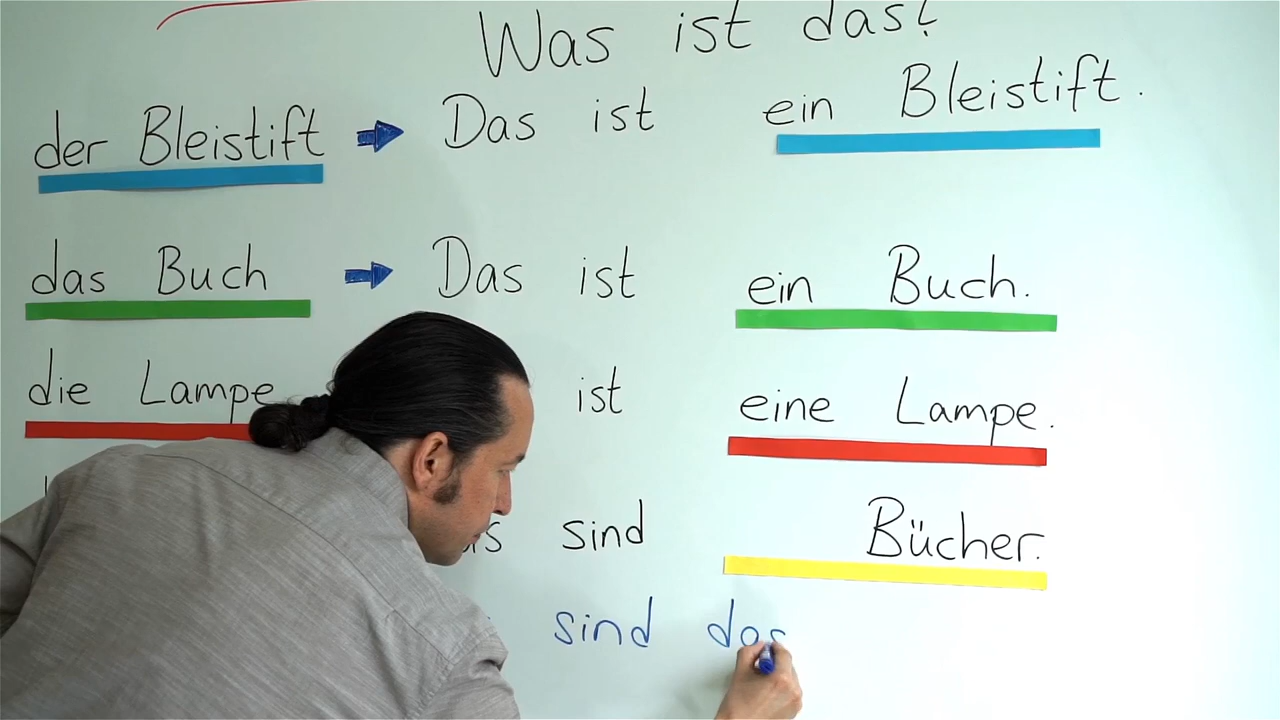 Was ist das?
der Bleistift Das ist ein Bleistift.
das Buch Das ist ein Buch.
die Lampe ist eine Lampe.
sind Bücher.
sind das